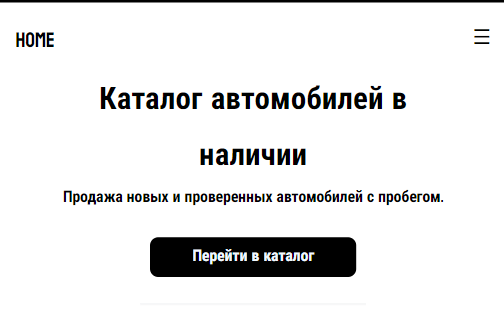 HOME
Каталог автомобилей в
наличии
Продажа новых и проверенных автомобилей с пробегом.
Перейти в каталог